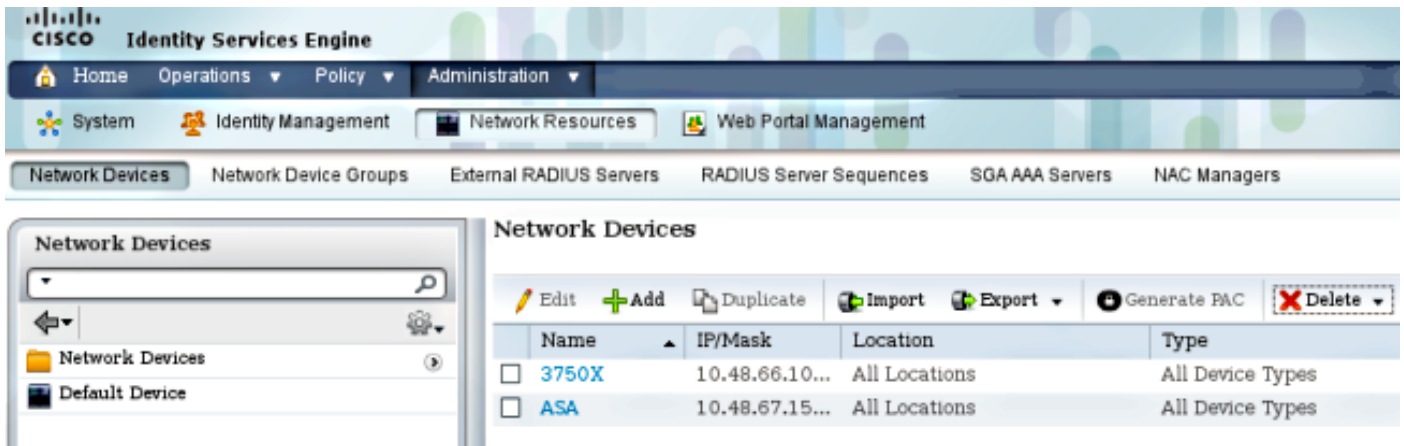 CISCO Identity Services Engine
Home Operations Policy Administration
System Identity Management Network Resources Web Portal Management
Network Devices Network Device Groups External RADIUS Servers RADIUS Server Sequences SGA AAA Servers NAC Managers
Network Devices
Network Devices
Default Device
Network Devices
Edit Add Duplicate Import Export Generate PAC Delete
Name IP/Mask Location Type
3750X 10.48.66.10... All Locations All Device Types
ASA 10.48.67.15... All Locations All Device Types